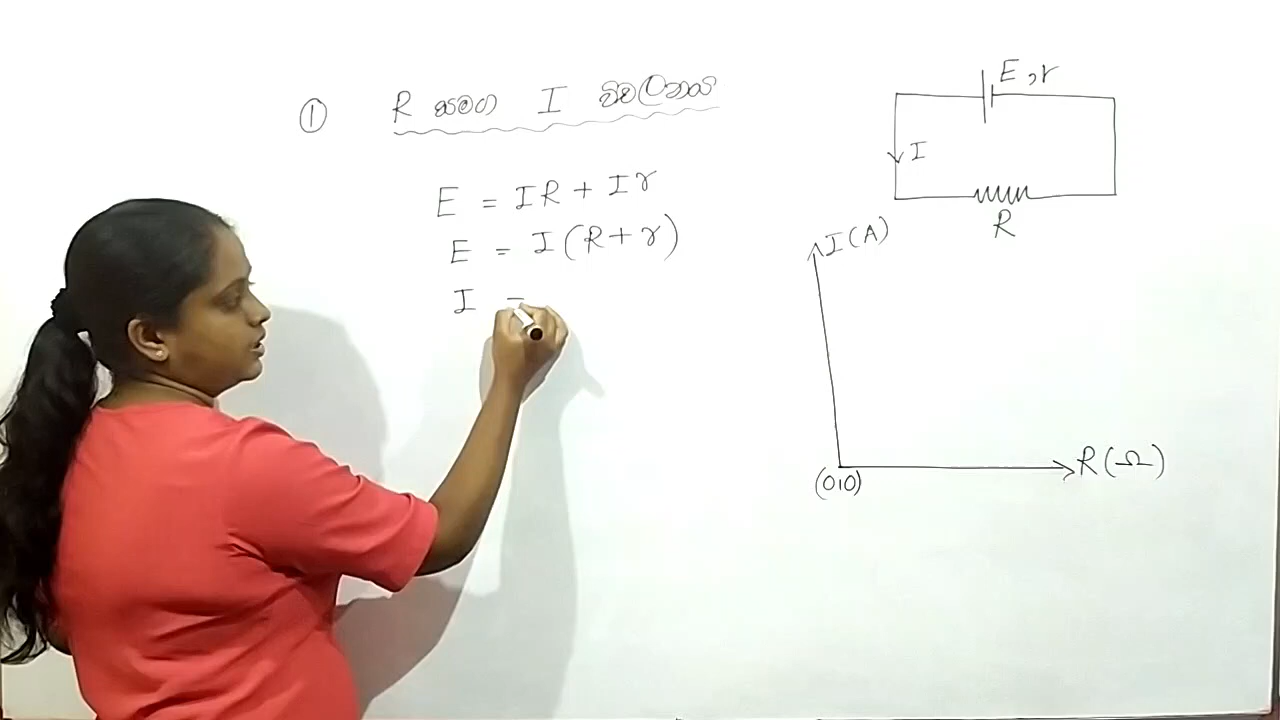 ① R සමග I විචලනය
E = IR + Ir
E = I(R + r)
I =
E, r
I
R
I (A)
R (Ω)
(0,0)